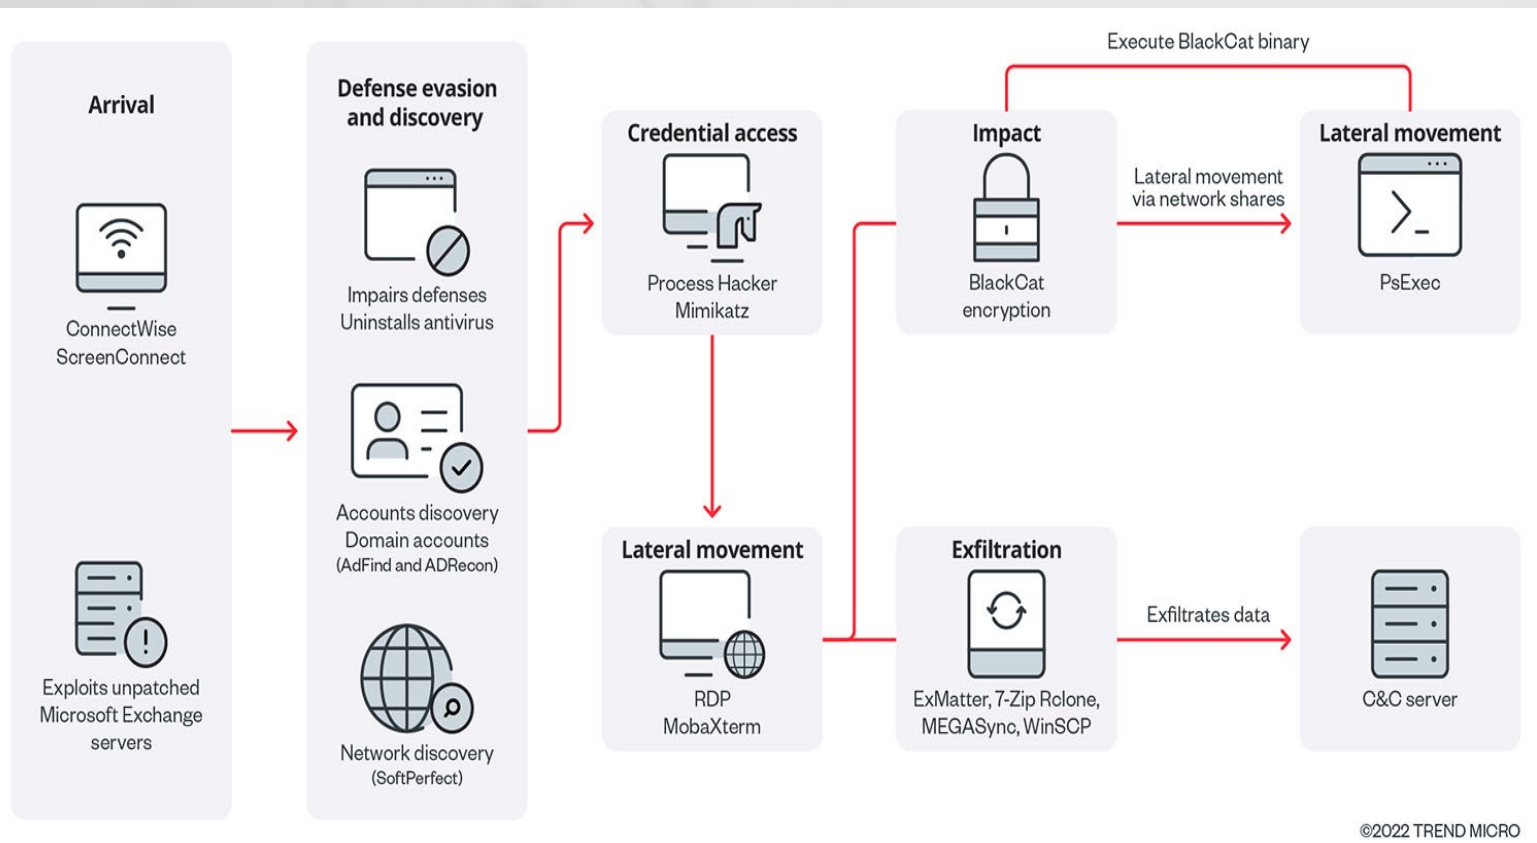 Arrival
ConnectWise
ScreenConnect
Exploits unpatched
Microsoft Exchange
servers
Defense evasion
and discovery
Impairs defenses
Uninstalls antivirus
Accounts discovery
Domain accounts
(AdFind and ADRecon)
Network discovery
(SoftPerfect)
Credential access
Process Hacker
Mimikatz
Lateral movement
RDP
MobaXterm
Execute BlackCat binary
Impact
BlackCat
encryption
Lateral movement
via network shares
Lateral movement
PsExec
Exfiltration
ExMatter, 7-Zip Rclone,
MEGASync, WinSCP
Exfiltrates data
C&C server
©2022 TREND MICRO